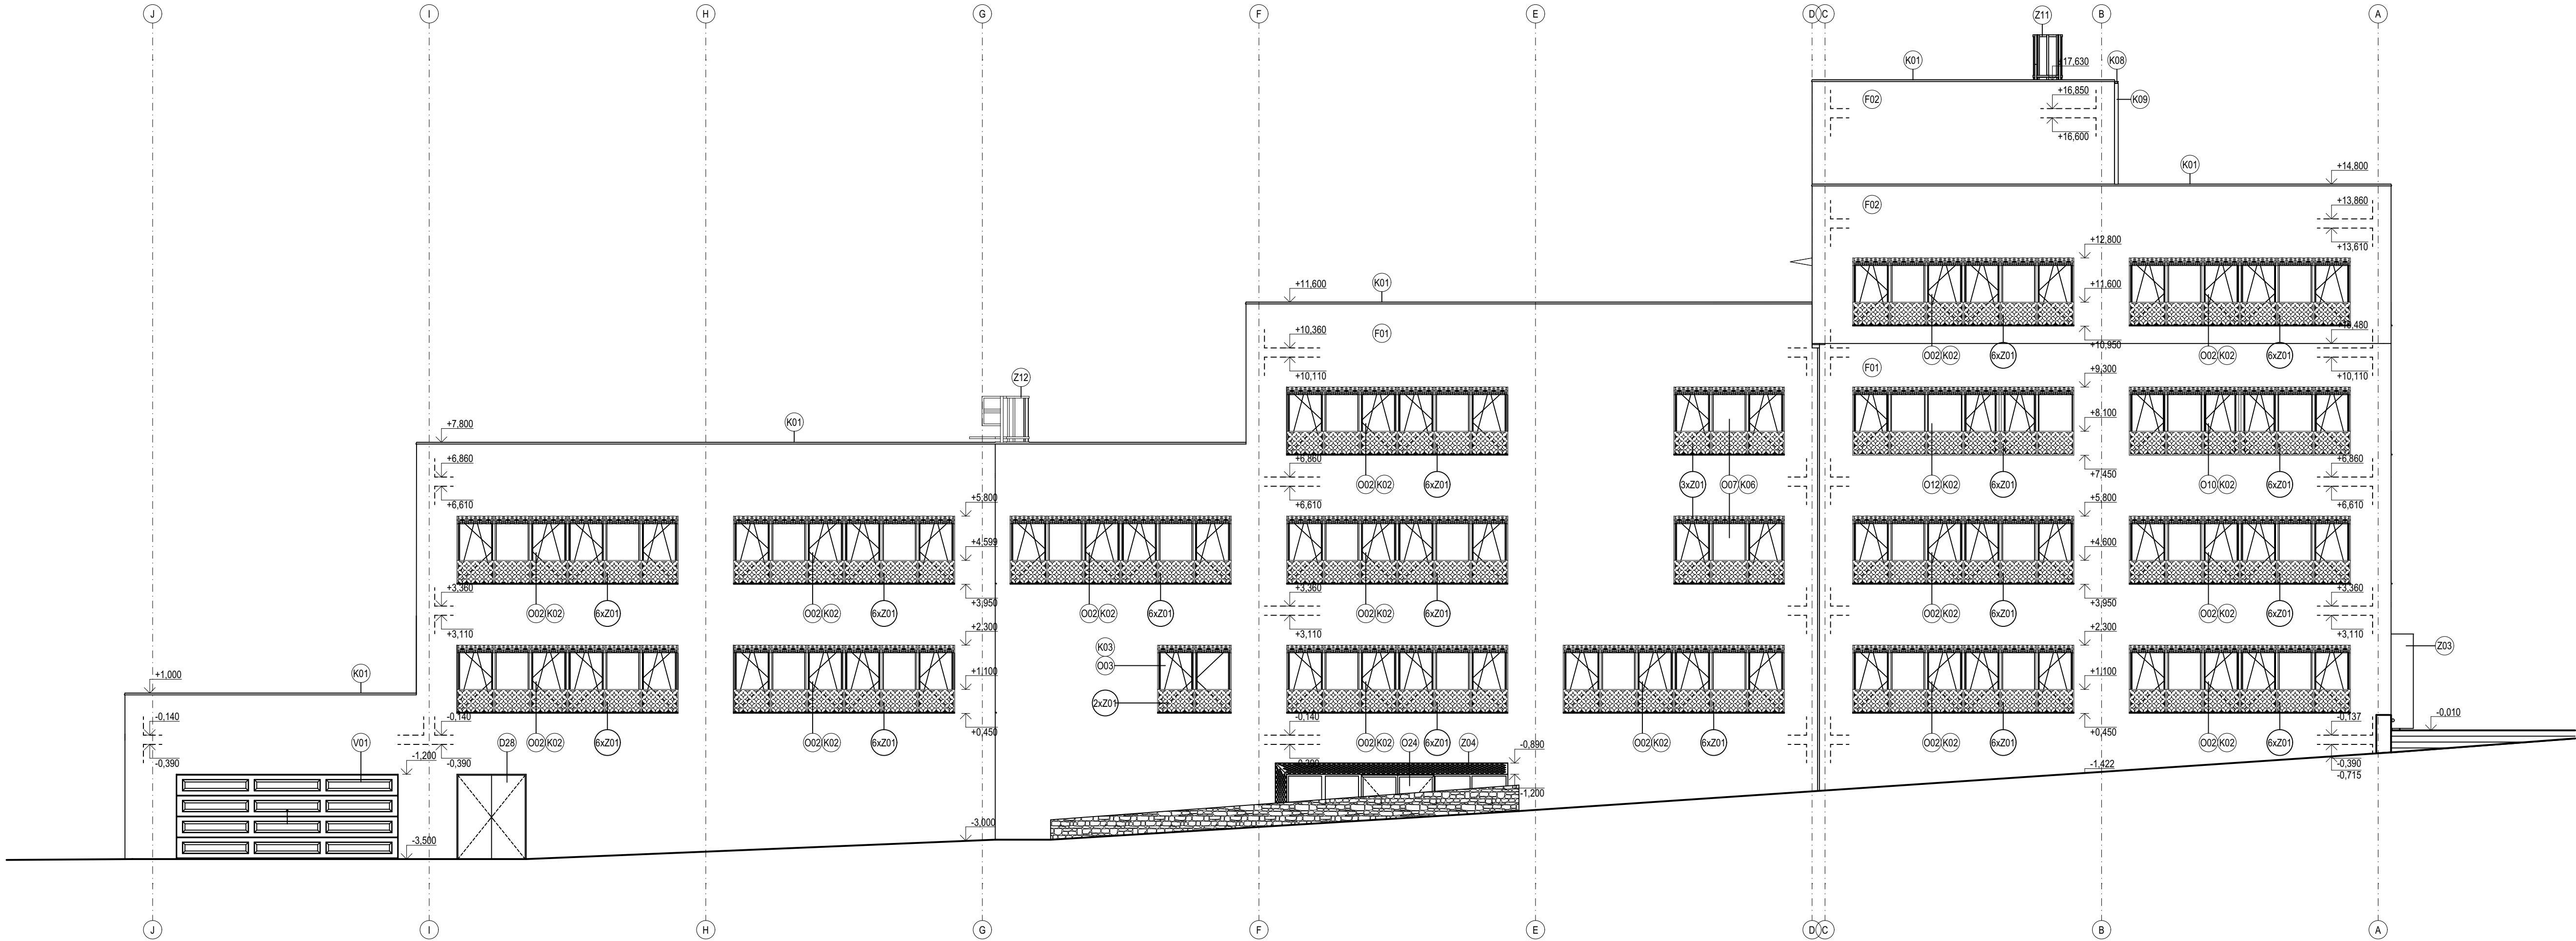 J I H G F E D C B A
Z11
K01 +17,630 K08
F02 +16,850 K09
+16,600
K01 +14,800
F02 +13,860
+12,800 +13,610
+11,600 K01 +11,600
+10,360 F01 +10,480
O02 K02 6xZ01 +10,950 O02 K02 6xZ01
+10,110 F01 +9,300 +10,110
Z12
K01 +8,100
+7,800
+6,860 +6,860 +6,860
O02 K02 6xZ01 3xZ01 O07 K06 O12 K02 6xZ01 +7,450 O10 K02 6xZ01
+6,610 +5,800 +6,610 +5,800 +6,610
+4,599 +4,600
+3,360 +3,360 +3,360
O02 K02 6xZ01 O02 K02 6xZ01 +3,950 O02 K02 6xZ01 O02 K02 6xZ01 O02 K02 6xZ01 +3,950 O02 K02 6xZ01
+3,110 +2,300 +3,110 +2,300 +3,110
K03 Z03
O03
+1,000 K01 +1,100 +1,100
2xZ01
-0,140 -0,140 -0,140 -0,137 -0,010
+0,450 +0,450
V01 O02 K02 6xZ01 O02 K02 6xZ01 O02 K02 O24 6xZ01 Z04 O02 K02 6xZ01 O02 K02 6xZ01 O02 K02 6xZ01
D28 -0,890
-0,390 -1,200 -0,390 -0,390 -1,422 -0,390
-0,715
-1,200
-3,000
-3,500
J I H G F E D C B A